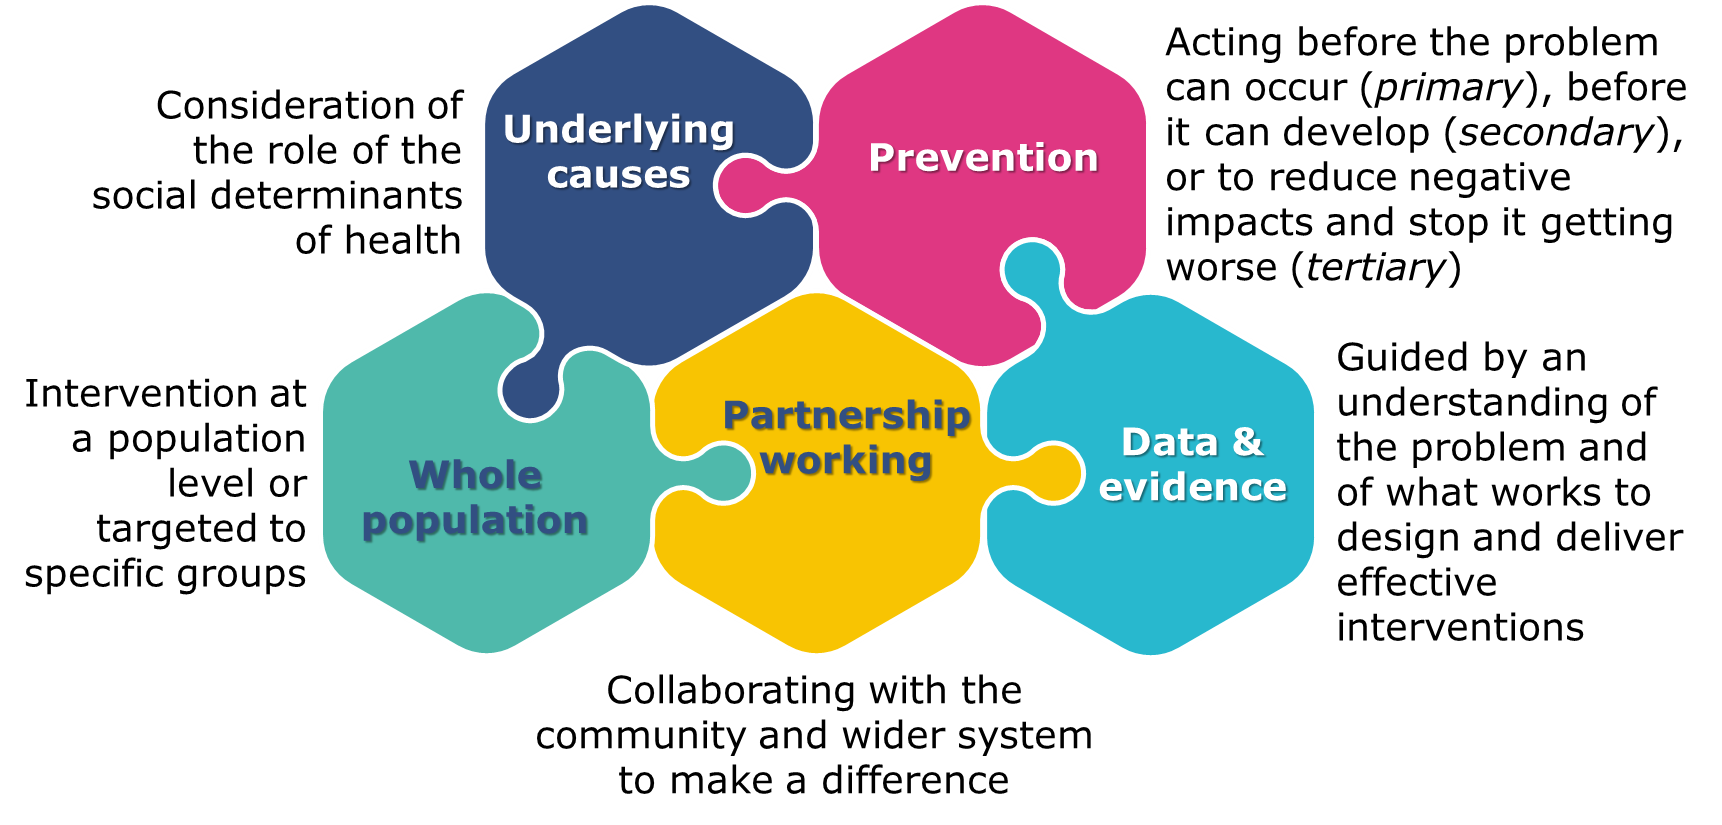 Consideration of
the role of the
social determinants
of health
Underlying
causes
Prevention
Acting before the problem
can occur (primary), before
it can develop (secondary),
or to reduce negative
impacts and stop it getting
worse (tertiary)
Intervention at
a population
level or
targeted to
specific groups
Whole
population
Partnership
working
Data &
evidence
Guided by an
understanding of
the problem and
of what works to
design and deliver
effective
interventions
Collaborating with the
community and wider system
to make a difference